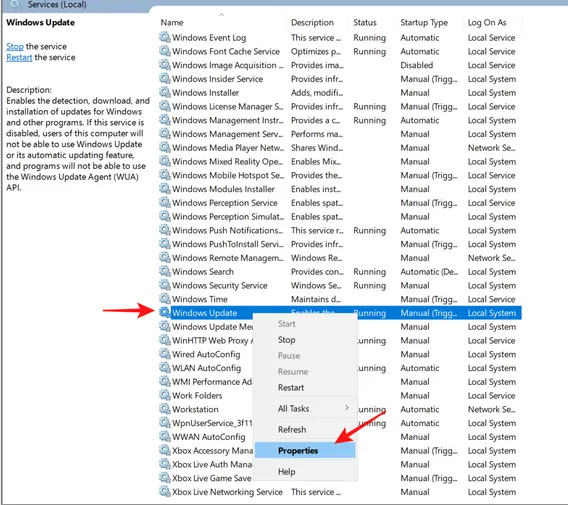 Services (Local)
Windows Update
Stop the service
Restart the service
Description:
Enables the detection, download, and
installation of updates for Windows
and other programs. If this service is
disabled, users of this computer will
not be able to use Windows Update
or its automatic updating feature,
and programs will not be able to use
the Windows Update Agent (WUA)
API.
Name Description Status Startup Type Log On As
Windows Event Log This service ... Running Automatic Local Service
Windows Font Cache Service Optimizes p... Running Automatic Local Service
Windows Image Acquisition ... Provides ima... Disabled Local Service
Windows Insider Service Provides infr... Manual (Trigg... Local System
Windows Installer Adds, modifi... Manual Local System
Windows License Manager S... Provides infr... Running Manual (Trigg... Local Service
Windows Management Instr... Provides a c... Running Automatic Local System
Windows Management Serv... Performs ma... Manual Local System
Windows Media Player Netw... Shares Wind... Manual Network Se...
Windows Mixed Reality Ope... Enables Mix... Manual Local System
Windows Mobile Hotspot Se... Provides the... Manual (Trigg... Local Service
Windows Modules Installer Enables inst... Manual Local System
Windows Perception Service Enables spat... Manual (Trigg... Local Service
Windows Perception Simulat... Enables spat... Manual Local System
Windows Push Notifications... This service r... Running Automatic Local System
Windows PushToInstall Servi... Provides infr... Manual (Trigg... Local System
Windows Remote Managem... Windows Re... Manual Network Se...
Windows Search Provides con... Running Automatic (De... Local System
Windows Security Service Windows Se... Running Manual Local System
Windows Time Maintains d... Manual (Trigg... Local Service
Windows Update Enables the Running Manual (Trigg... Local System
Windows Update Med Manual Local System
WinHTTP Web Proxy A Running Manual Local Service
Wired AutoConfig Manual Local System
WLAN AutoConfig Running Automatic Local System
WMI Performance Ada Manual Local System
Work Folders Manual Local Service
Workstation Running Automatic Network Se...
WpnUserService_3f11 Running Automatic Local System
WWAN AutoConfig Manual Local System
Xbox Accessory Mana Manual (Trigg... Local System
Xbox Live Auth Mana Manual Local System
Xbox Live Game Save Manual (Trigg... Local System
Xbox Live Networking Service This service ... Manual Local System
Start
Stop
Pause
Resume
Restart
All Tasks
Refresh
Properties
Help